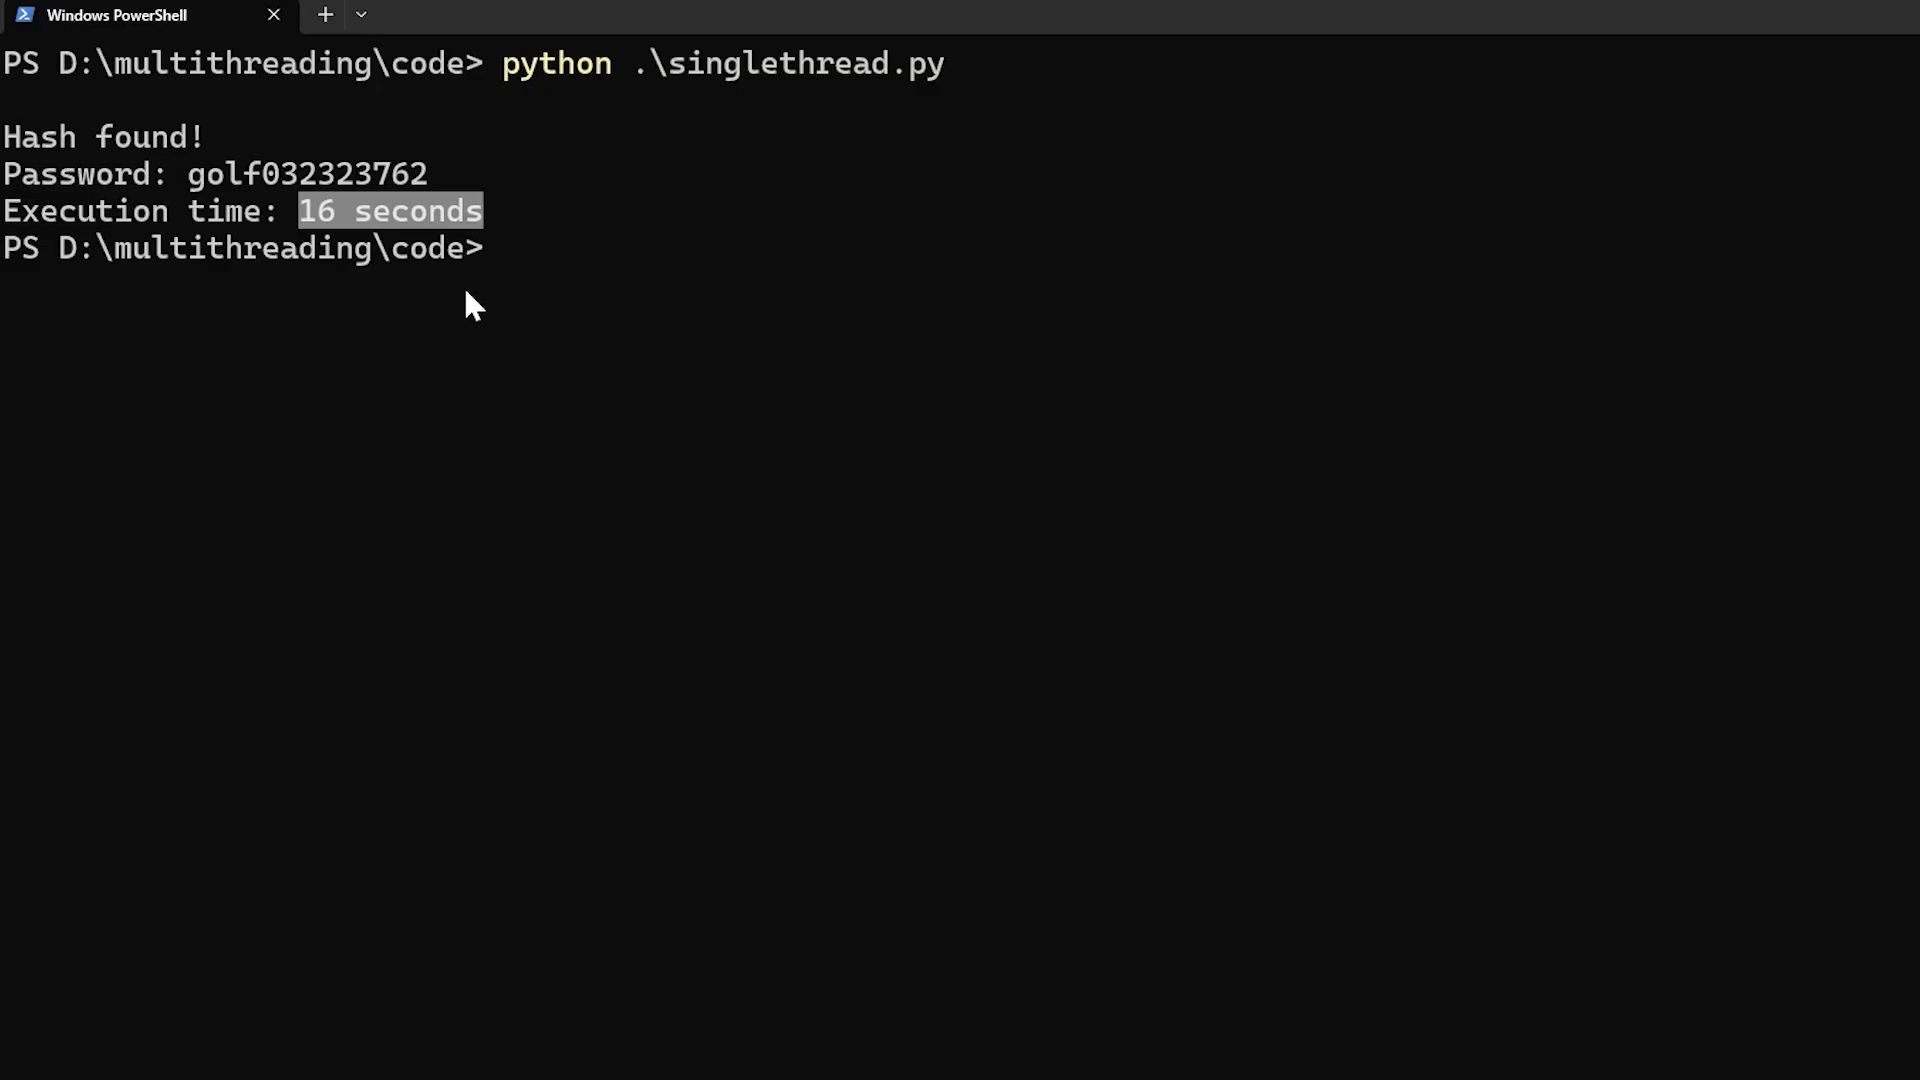 Windows PowerShell
PS D:\multithreading\code> python .\singlethread.py
Hash found!
Password: golf032323762
Execution time: 16 seconds
PS D:\multithreading\code>